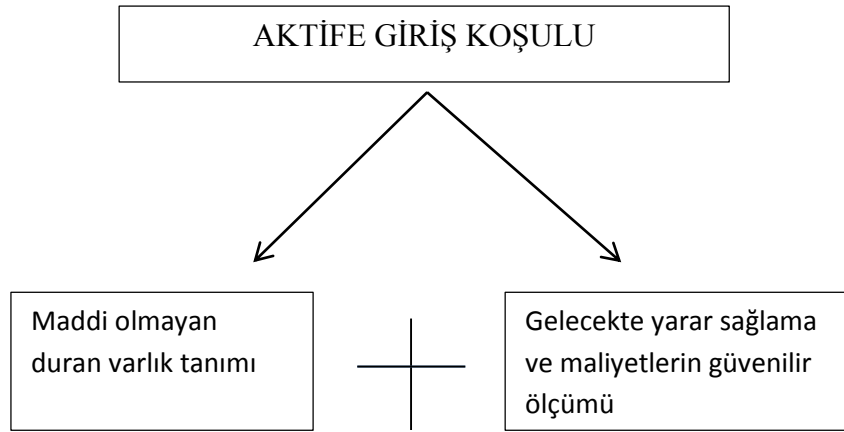 AKTİFE GİRİŞ KOŞULU
Maddi olmayan
duran varlık tanımı
Gelecekte yarar sağlama
ve maliyetlerin güvenilir
ölçümü